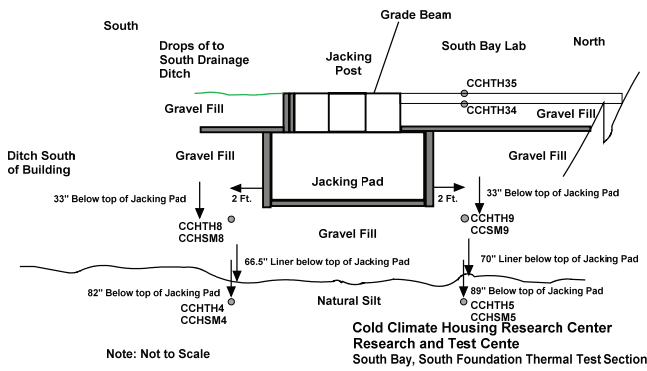 Grade Beam
South
Drops of to
South Drainage
Ditch
Jacking
Post
South Bay Lab
North
CCHTH35
CCHTH34
Gravel Fill
Gravel Fill
Ditch South
of Building
Gravel Fill
Gravel Fill
Jacking Pad
33" Below top of Jacking Pad
2 Ft.
2 Ft.
33" Below top of Jacking Pad
CCHTH8
CCHSM8
CCHTH9
CCSM9
Gravel Fill
66.5" Liner below top of Jacking Pad
70" Liner below top of Jacking Pad
82" Below top of Jacking Pad
89" Below top of Jacking Pad
Natural Silt
CCHTH4
CCHSM4
CCHTH5
CCHSM5
Cold Climate Housing Research Center
Research and Test Cente
South Bay, South Foundation Thermal Test Section
Note: Not to Scale